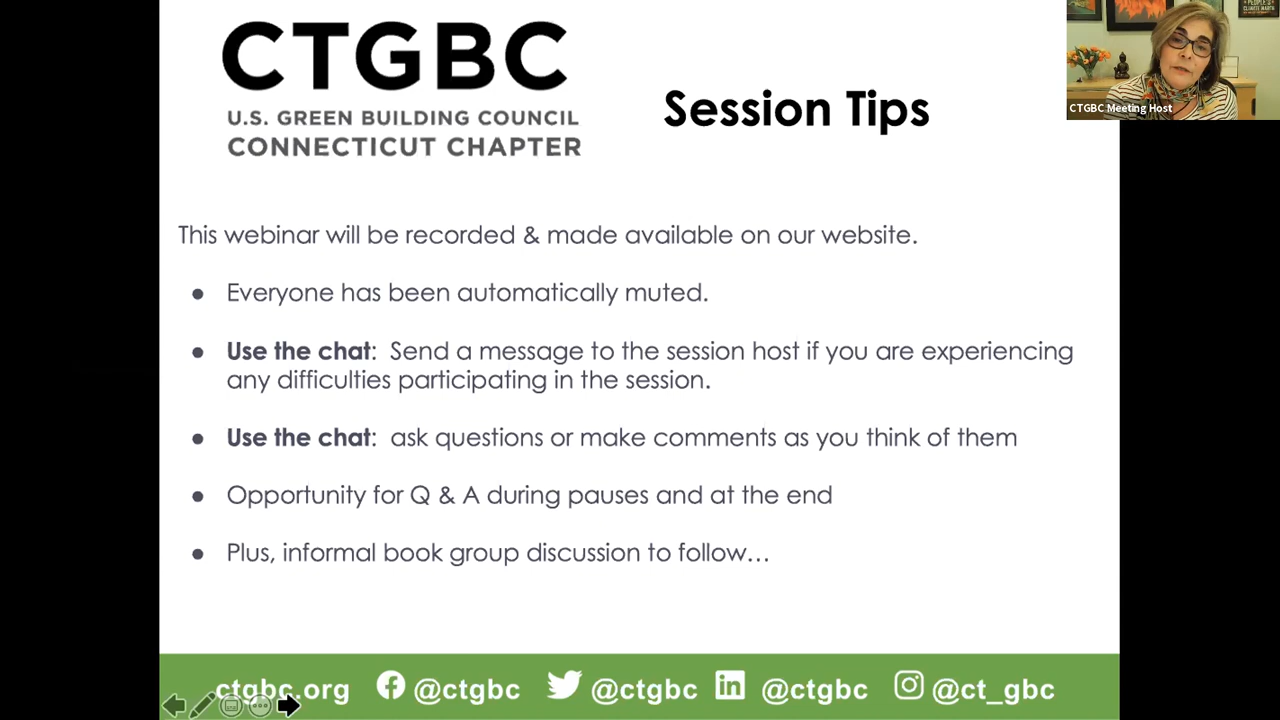 CTGBC
U.S. GREEN BUILDING COUNCIL
CONNECTICUT CHAPTER
Session Tips
PEOPLE'S
CLIMATE MARCH
CTGBC Meeting Host
This webinar will be recorded & made available on our website.
● Everyone has been automatically muted.
● Use the chat: Send a message to the session host if you are experiencing
any difficulties participating in the session.
● Use the chat: ask questions or make comments as you think of them
● Opportunity for Q & A during pauses and at the end
● Plus, informal book group discussion to follow…
ctgbc.org @ctgbc @ctgbc @ctgbc @ct_gbc